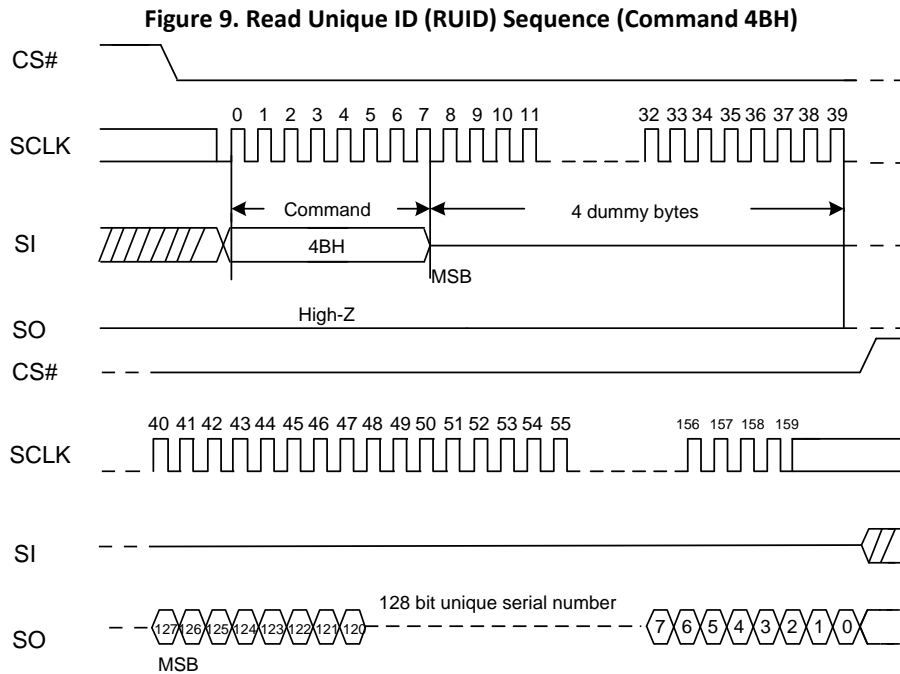 Figure 9. Read Unique ID (RUID) Sequence (Command 4BH)
CS#
0 1 2 3 4 5 6 7 8 9 10 11 32 33 34 35 36 37 38 39
SCLK
Command 4 dummy bytes
SI 4BH
MSB
High-Z
SO
CS#
40 41 42 43 44 45 46 47 48 49 50 51 52 53 54 55 156 157 158 159
SCLK
SI
128 bit unique serial number
SO 127 126 125 124 123 122 121 120 7 6 5 4 3 2 1 0
MSB